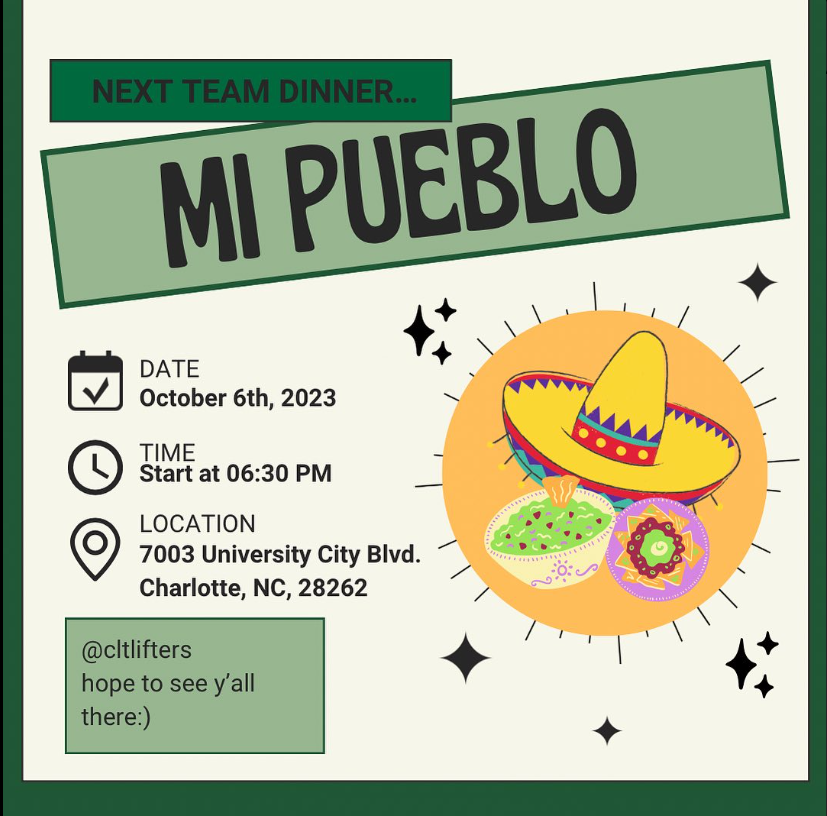 NEXT TEAM DINNER...
MI PUEBLO
DATE
October 6th, 2023
TIME
Start at 06:30 PM
LOCATION
7003 University City Blvd.
Charlotte, NC, 28262
@cltlifters
hope to see y’all
there:)